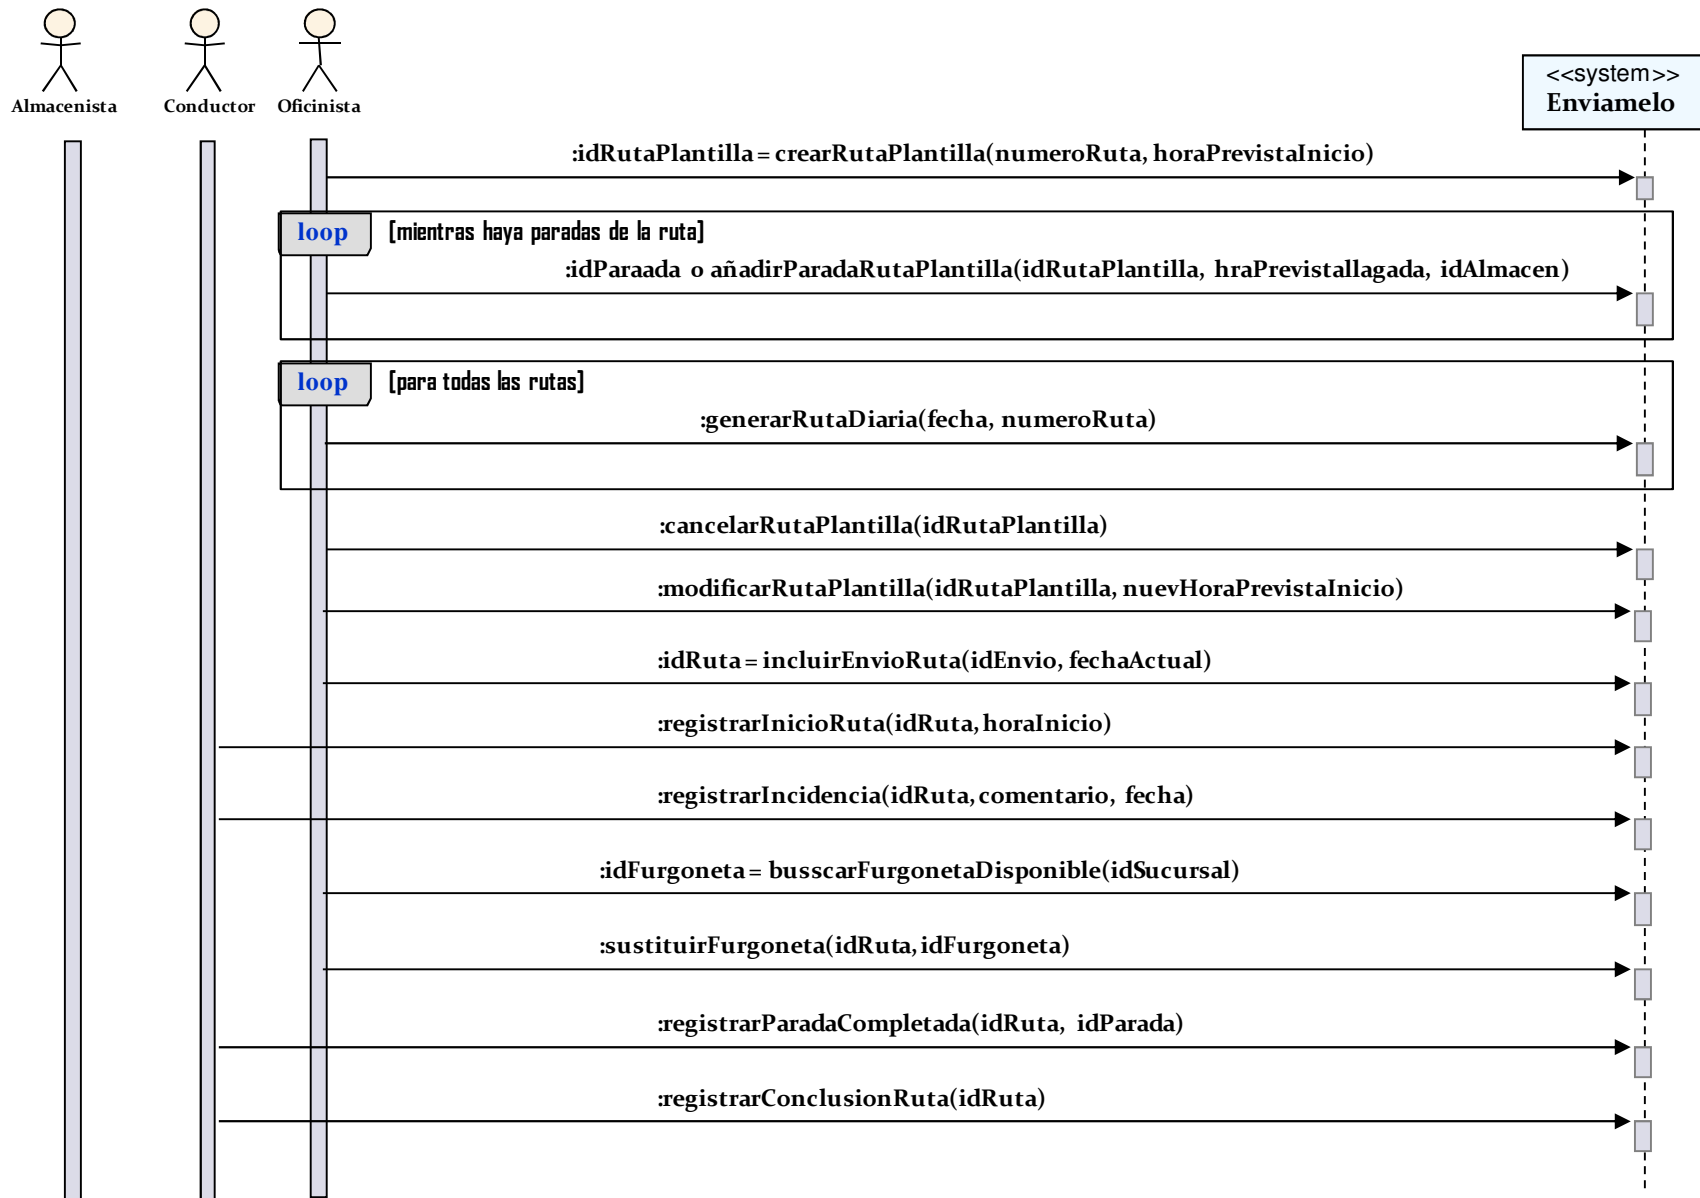 Almacenista
Conductor
Oficinista
<<system>>
Enviamelo
:idRutaPlantilla = crearRutaPlantilla(numeroRuta, horaPrevistaInicio)
loop [mientras haya paradas de la ruta]
:idParaada o añadirParadaRutaPlantilla(idRutaPlantilla, hraPrevistallagada, idAlmacen)
loop [para todas las rutas]
:generarRutaDiaria(fecha, numeroRuta)
:cancelarRutaPlantilla(idRutaPlantilla)
:modificarRutaPlantilla(idRutaPlantilla, nuevHoraPrevistaInicio)
:idRuta = incluirEnvioRuta(idEnvio, fechaActual)
:registrarInicioRuta(idRuta, horaInicio)
:registrarIncidencia(idRuta, comentario, fecha)
:idFurgoneta = busscarFurgonetaDisponible(idSucursal)
:sustituirFurgoneta(idRuta, idFurgoneta)
:registrarParadaCompletada(idRuta, idParada)
:registrarConclusionRuta(idRuta)